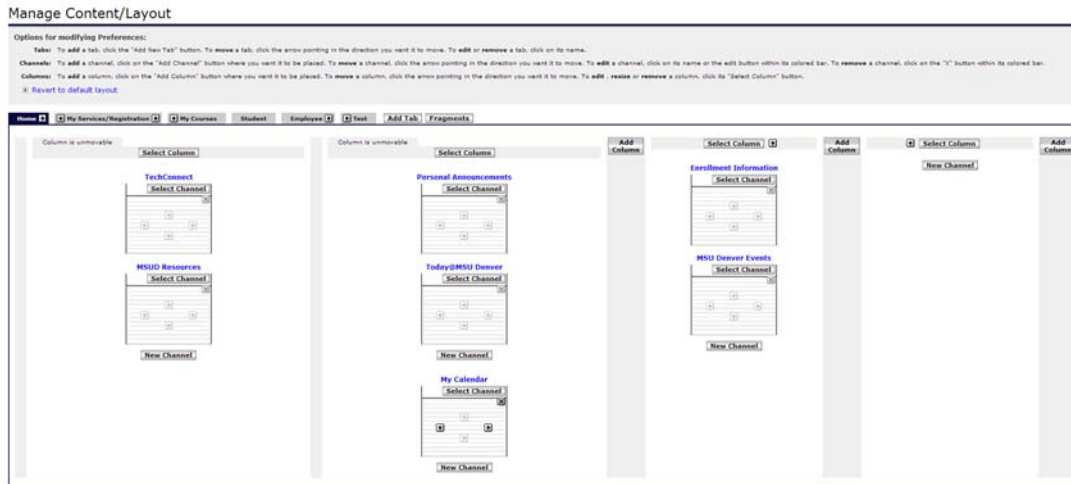 Manage Content/Layout
Options for modifying Preferences:
Tabs: To add a tab, click the "Add New Tab" button. To move a tab, click the arrow pointing in the direction you want it to move. To edit or remove a tab, click on its name.
Channels: To add a channel, click on the "Add Channel" button where you want it to be placed. To move a channel, click the arrow pointing in the direction you want it to move. To edit a channel, click on its name or the edit button within its colored bar. To remove a channel, click on the "X" button within its colored bar.
Columns: To add a column, click on the "Add Column" button where you want it to be placed. To move a column, click the arrow pointing in the direction you want it to move. To edit , resize or remove a column, click its "Select Column" button.
Revert to default layout
Home My Services/Registration My Courses Student Employee Test Add Tab Fragments
Column is unmovable
Select Column
TechConnect
Select Channel
MSUD Resources
Select Channel
New Channel
Column is unmovable
Select Column
Personal Announcements
Select Channel
Today@MSU Denver
Select Channel
New Channel
My Calendar
Select Channel
New Channel
Add
Column
Select Column
Enrollment Information
Select Channel
MSU Denver Events
Select Channel
New Channel
Add
Column
Select Column
New Channel
Add
Column